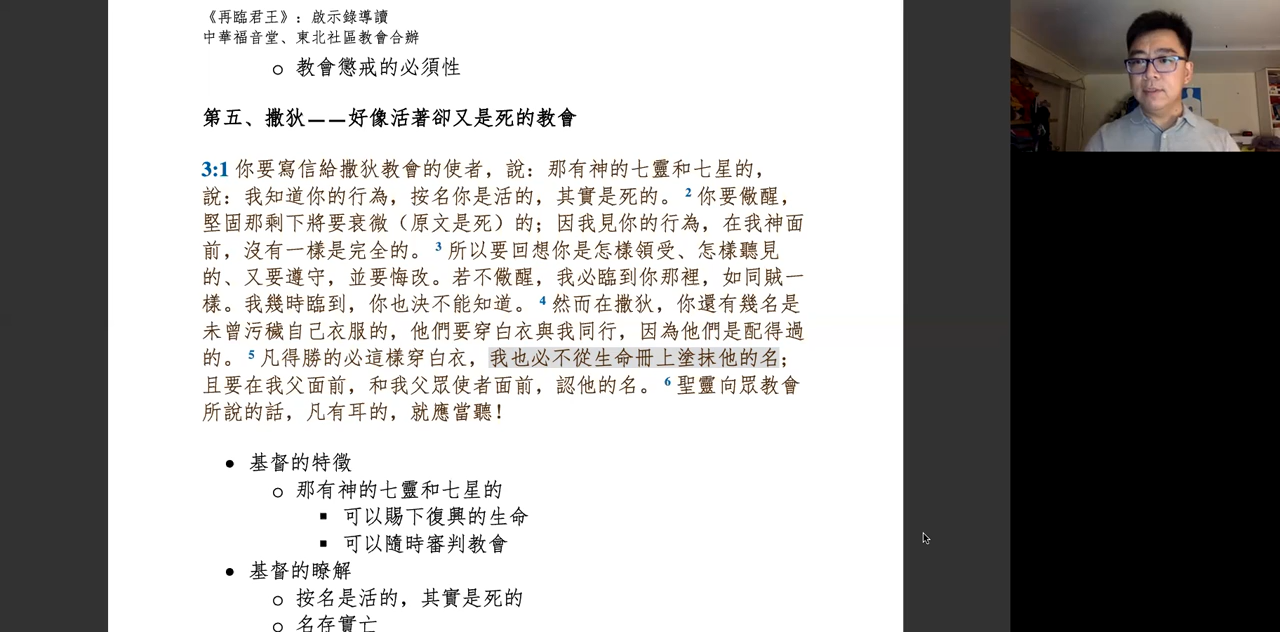 《再臨君王》：啟示錄導讀
中華福音堂、東北社區教會合辦
○ 教會懲戒的必須性
第五、撒狄——好像活著卻又是死的教會
3:1 你要寫信給撒狄教會的使者，說：那有神的七靈和七星的，
說：我知道你的行為，按名你是活的，其實是死的。 2 你要儆醒，
堅固那剩下將要衰微（原文是死）的；因我見你的行為，在我神面
前，沒有一樣是完全的。 3 所以要回想你是怎樣領受、怎樣聽見
的、又要遵守，並要悔改。若不儆醒，我必臨到你那裡，如同賊一
樣。我幾時臨到，你也決不能知道。 4 然而在撒狄，你還有幾名是
未曾污穢自己衣服的，他們要穿白衣與我同行，因為他們是配得過
的。 5 凡得勝的必這樣穿白衣，我也必不從生命冊上塗抹他的名；
且要在我父面前，和我父眾使者面前，認他的名。 6 聖靈向眾教會
所說的話，凡有耳的，就應當聽！
● 基督的特徵
○ 那有神的七靈和七星的
▪ 可以賜下復興的生命
▪ 可以隨時審判教會
● 基督的瞭解
○ 按名是活的，其實是死的
○ 名存實亡